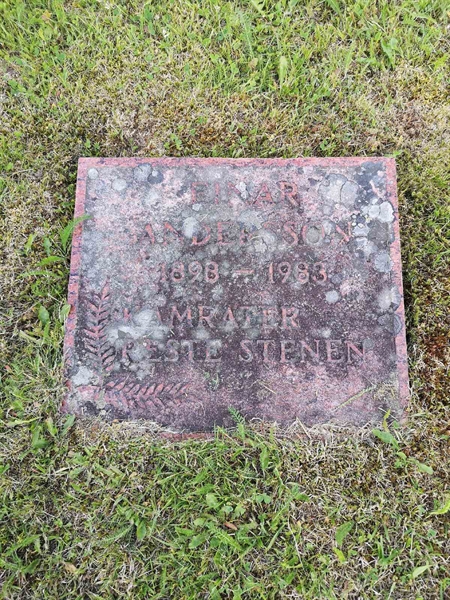 EINAR
ANDERSSON
1898 - 1983
KAMRATER
RESTE STENEN